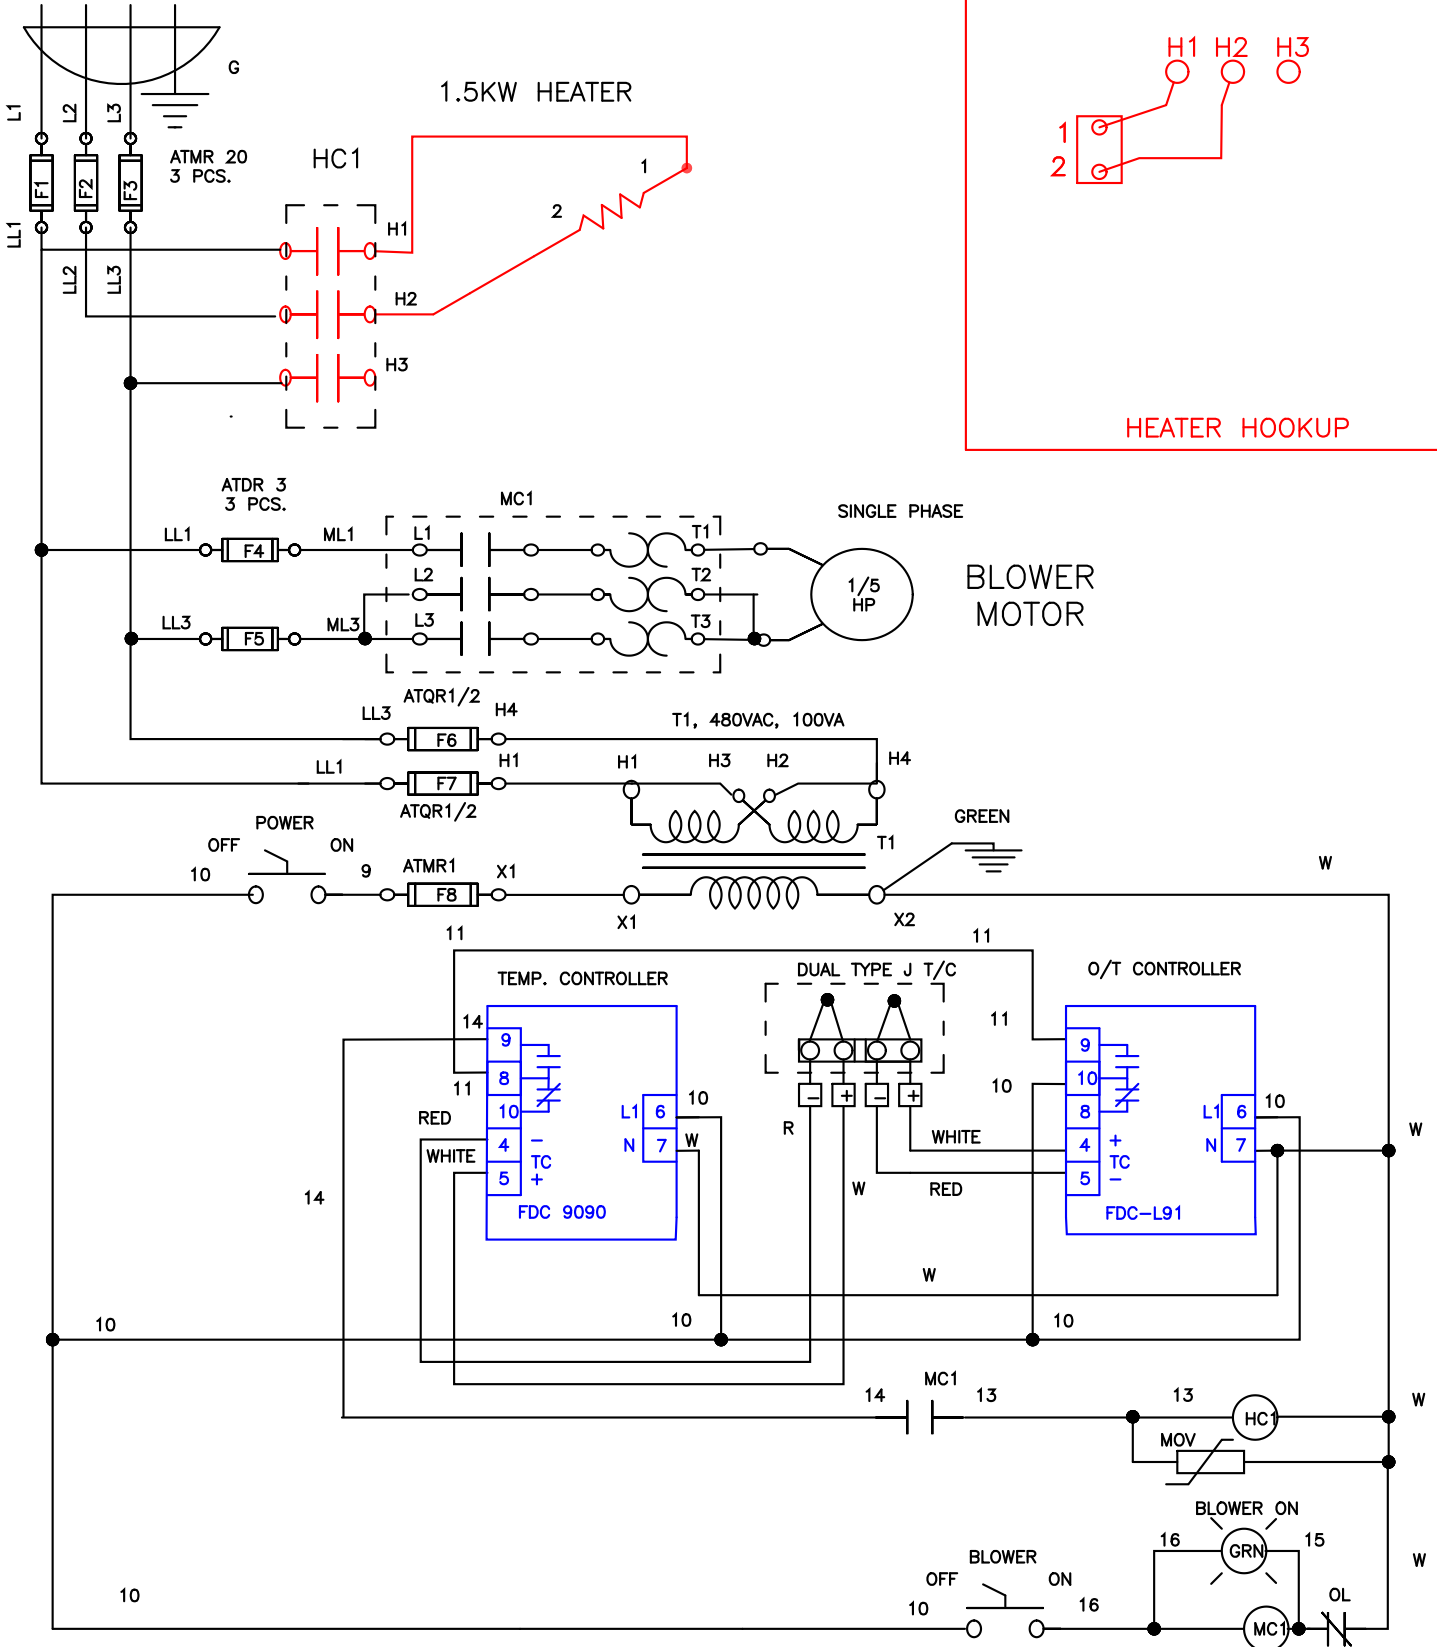 G
L1
L2
L3
ATMR 20
3 PCS.
F1
F2
F3
LL1
LL2
LL3
1.5KW HEATER
HC1
1
2
H1
H2
H3
H1 H2 H3
1
2
HEATER HOOKUP
ATDR 3
3 PCS.
MC1
SINGLE PHASE
LL1
F4
ML1
L1
T1
L2
T2
1/5
HP
BLOWER
MOTOR
LL3
F5
ML3
L3
T3
ATQR1/2
LL3
F6
H4
T1, 480VAC, 100VA
LL1
F7
H1
H1
H3
H2
H4
ATQR1/2
POWER
OFF
ON
T1
GREEN
10
9
ATMR1
F8
X1
X1
X2
W
11
11
TEMP. CONTROLLER
DUAL TYPE J T/C
O/T CONTROLLER
14
9
11
9
8
11
10
10
10
8
RED
4
−
WHITE
TC
5
+
FDC 9090
L1
6
10
N
7
W
−
+
−
+
R
W
WHITE
RED
4
+
TC
5
−
FDC−L91
L1
6
10
N
7
W
14
W
10
10
10
14
MC1
13
13
HC1
W
MOV
BLOWER ON
16
GRN
15
W
BLOWER
OFF
ON
10
10
16
MC1
OL